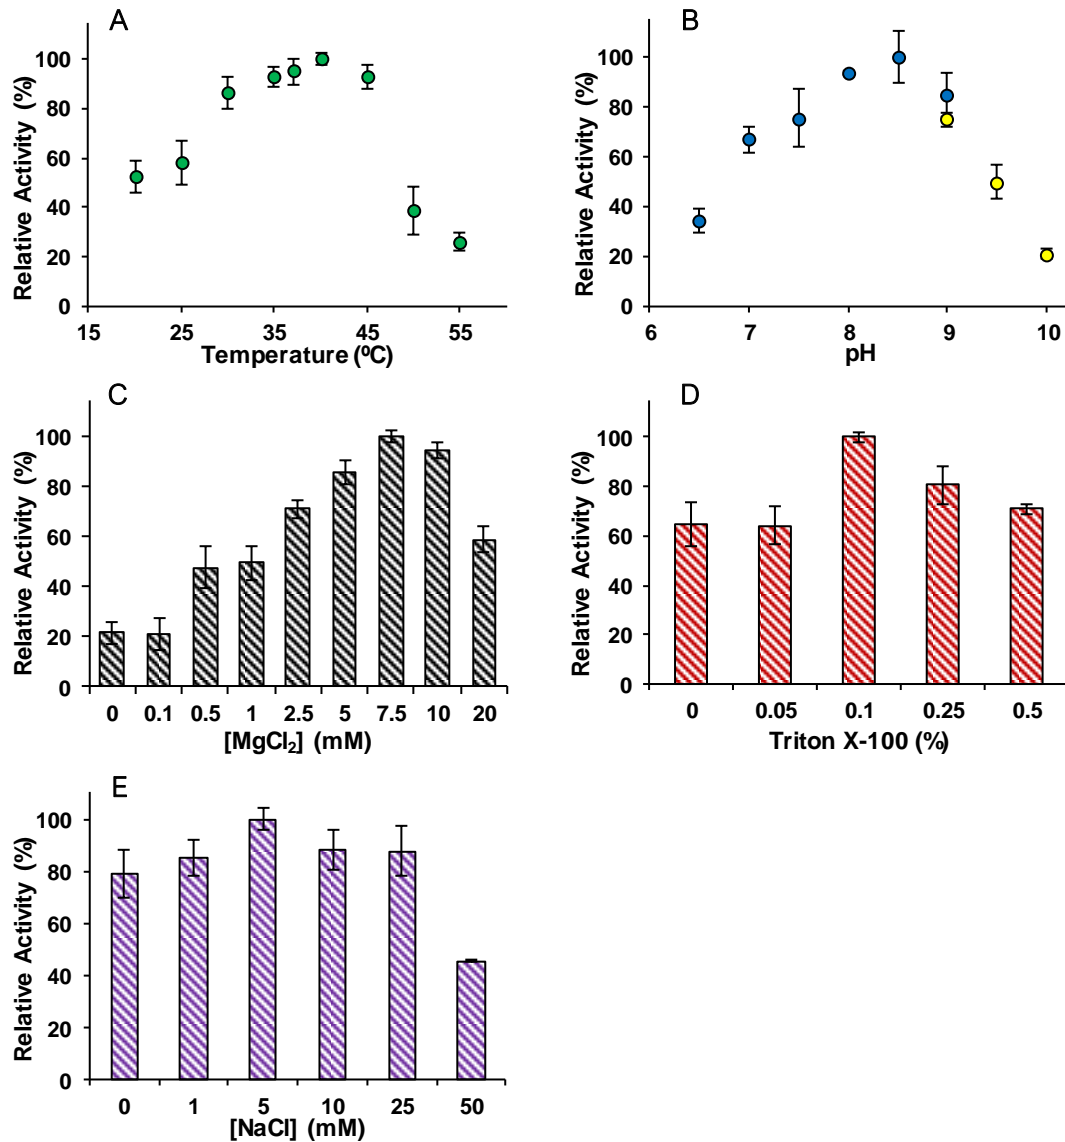 A
Relative Activity (%)
100
80
60
40
20
0
15 25 35 45 55
Temperature (ºC)
B
Relative Activity (%)
100
80
60
40
20
0
6 7 8 9 10
pH
C
Relative Activity (%)
100
80
60
40
20
0
0 0.1 0.5 1 2.5 5 7.5 10 20
[MgCl₂] (mM)
D
Relative Activity (%)
100
80
60
40
20
0
0 0.05 0.1 0.25 0.5
Triton X-100 (%)
E
Relative Activity (%)
100
80
60
40
20
0
0 1 5 10 25 50
[NaCl] (mM)